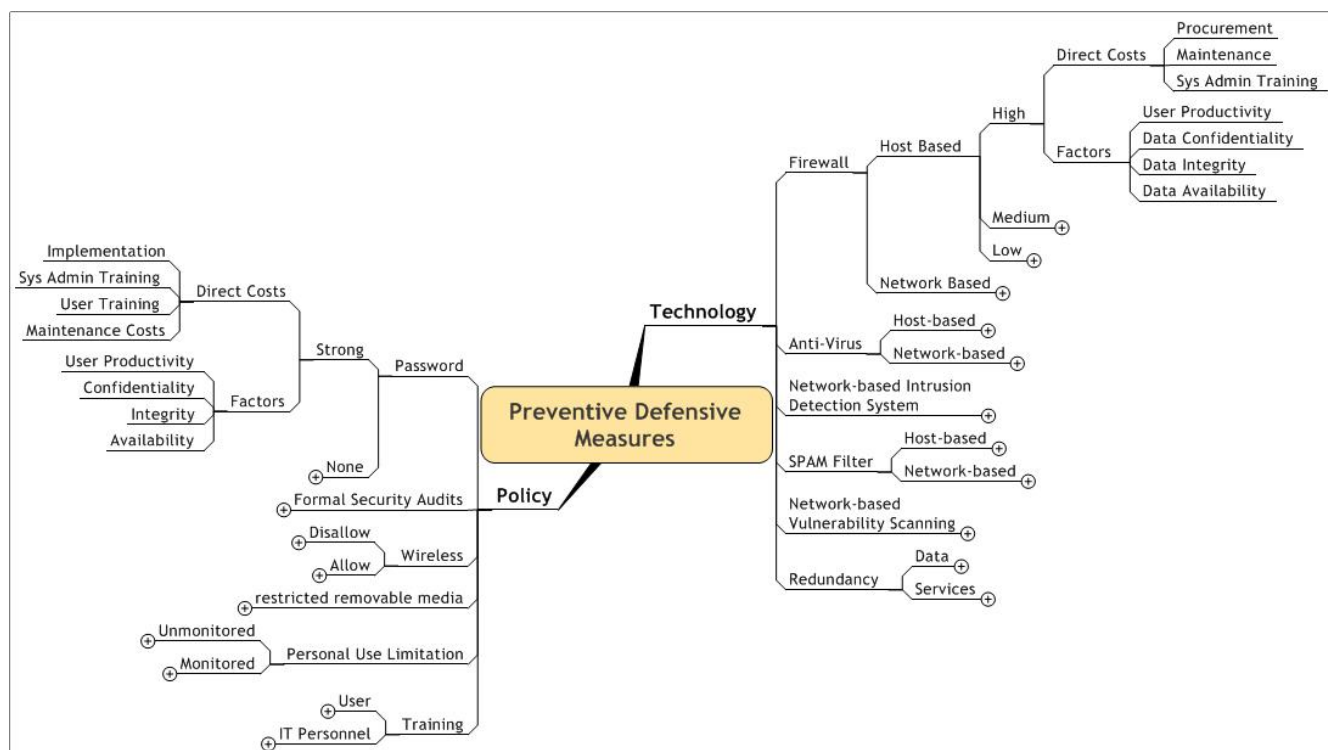 Preventive Defensive
Measures
Technology
Firewall
Host Based
High
Direct Costs
Procurement
Maintenance
Sys Admin Training
Factors
User Productivity
Data Confidentiality
Data Integrity
Data Availability
Medium
Low
Network Based
Anti-Virus
Host-based
Network-based
Network-based Intrusion
Detection System
SPAM Filter
Host-based
Network-based
Network-based
Vulnerability Scanning
Redundancy
Data
Services
Policy
Password
Strong
Direct Costs
Implementation
Sys Admin Training
User Training
Maintenance Costs
Factors
User Productivity
Confidentiality
Integrity
Availability
None
Formal Security Audits
Wireless
Disallow
Allow
restricted removable media
Personal Use Limitation
Unmonitored
Monitored
Training
User
IT Personnel